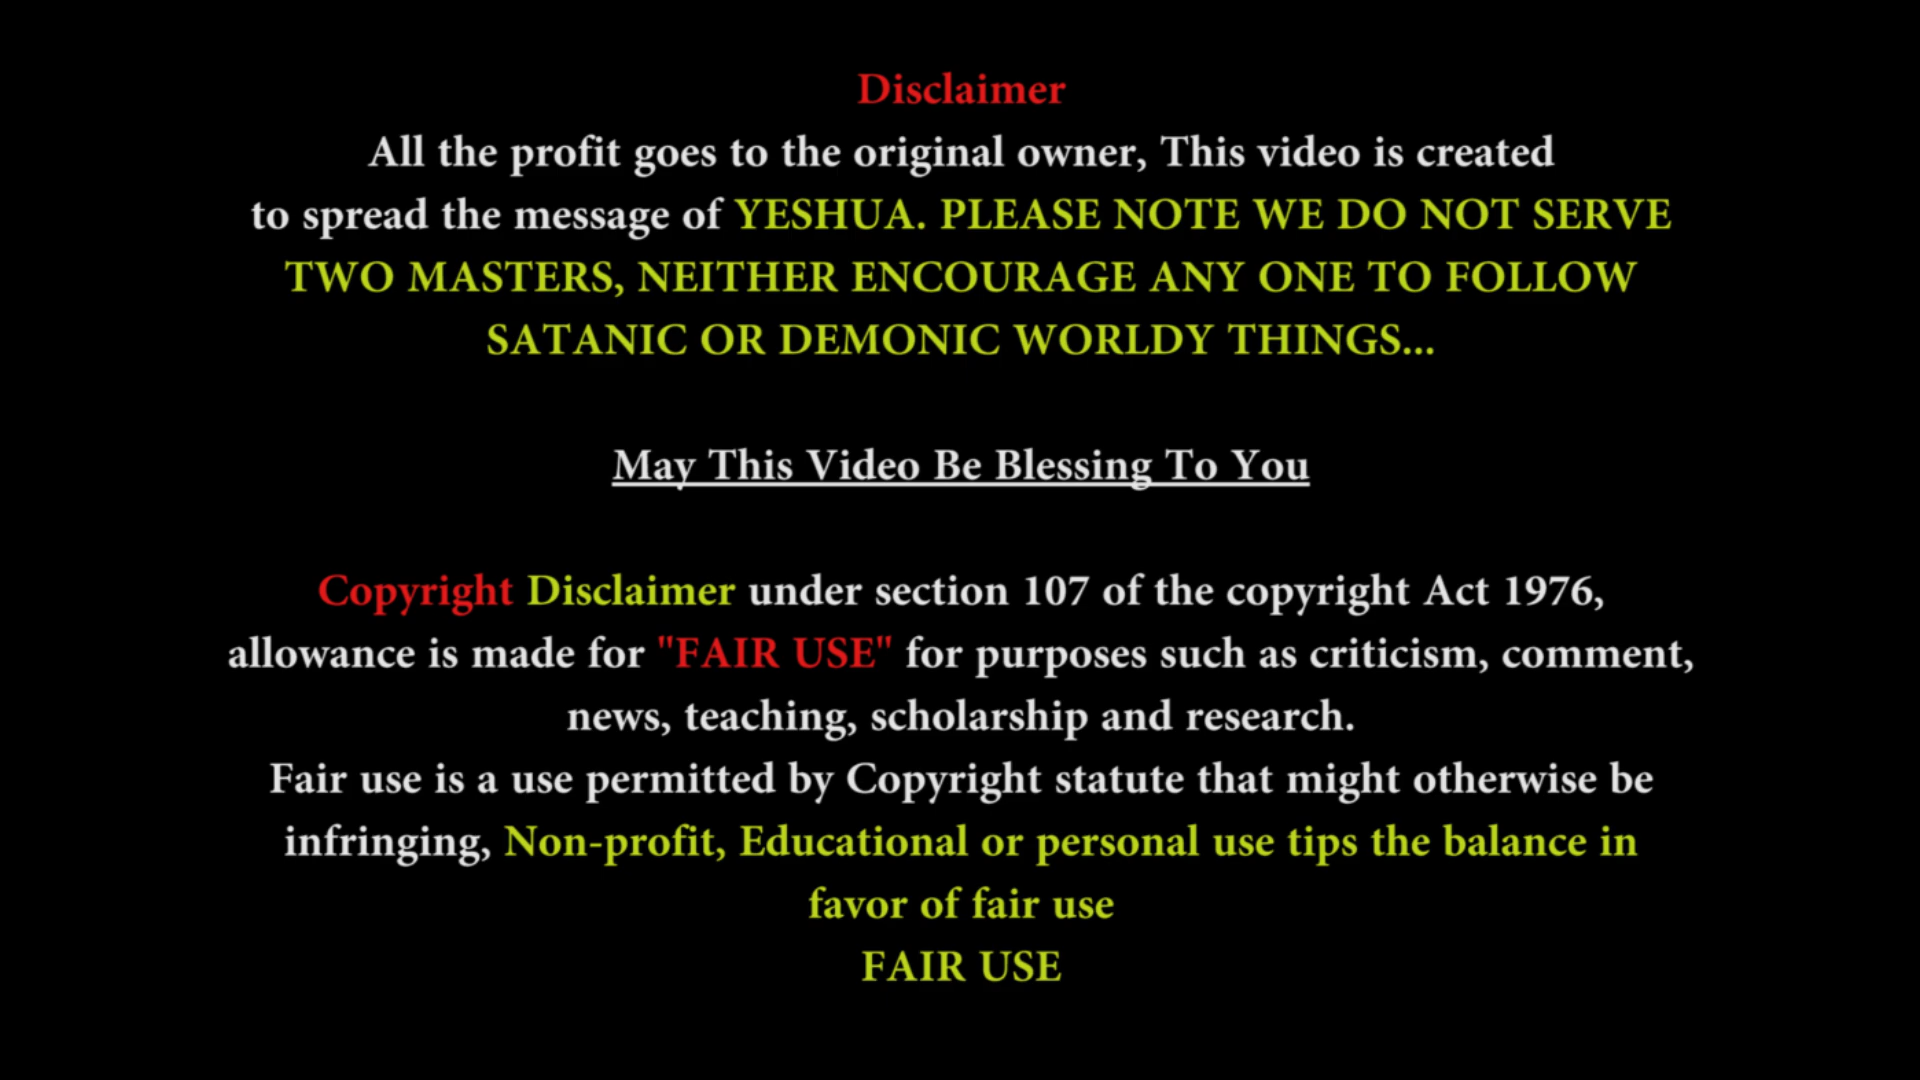 Disclaimer
All the profit goes to the original owner, This video is created
to spread the message of YESHUA. PLEASE NOTE WE DO NOT SERVE
TWO MASTERS, NEITHER ENCOURAGE ANY ONE TO FOLLOW
SATANIC OR DEMONIC WORLDY THINGS...
May This Video Be Blessing To You
Copyright Disclaimer under section 107 of the copyright Act 1976,
allowance is made for "FAIR USE" for purposes such as criticism, comment,
news, teaching, scholarship and research.
Fair use is a use permitted by Copyright statute that might otherwise be
infringing, Non-profit, Educational or personal use tips the balance in
favor of fair use
FAIR USE